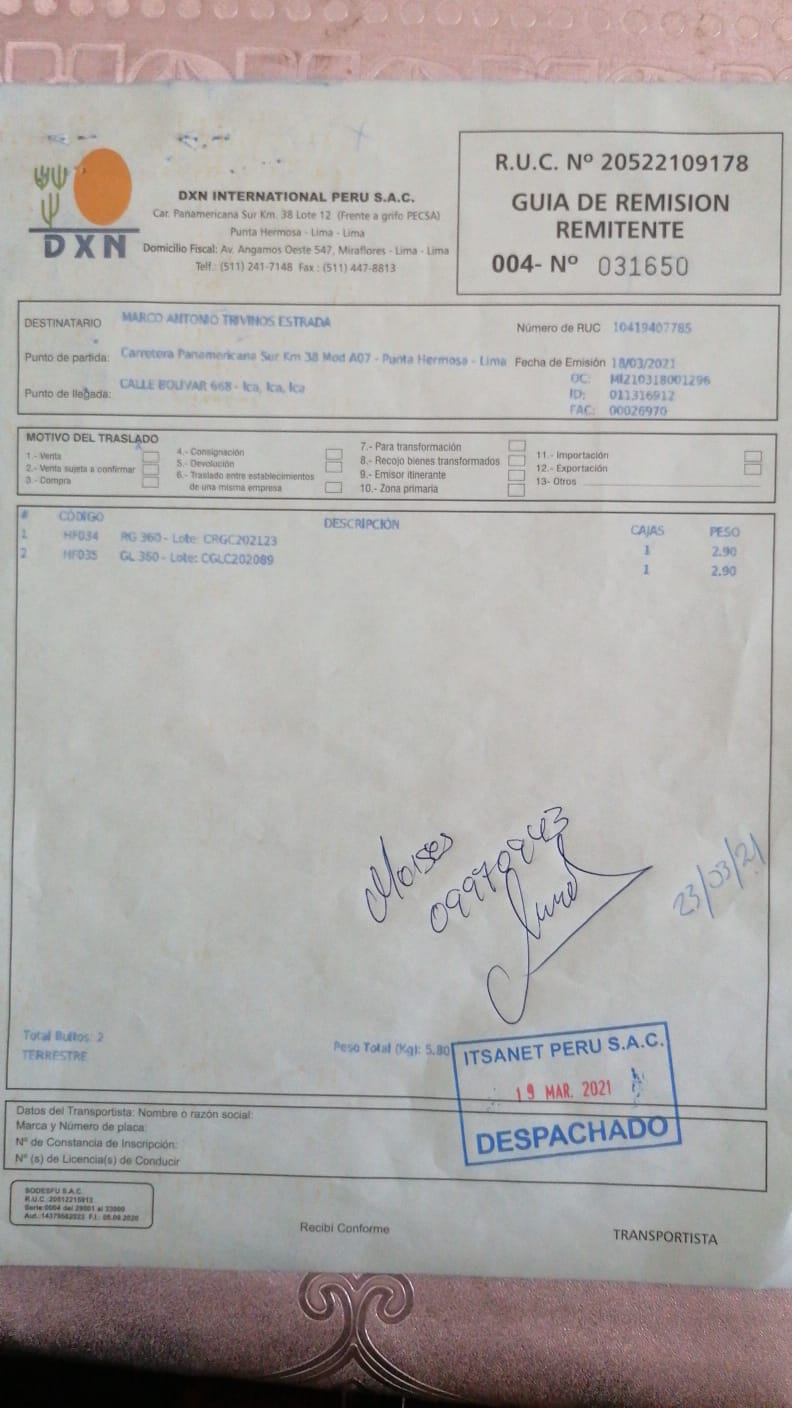 DXN
DXN INTERNATIONAL PERU S.A.C.
Car. Panamericana Sur Km. 38 Lote 12 (Frente a grifo PECSA)
Punta Hermosa - Lima - Lima
Domicilio Fiscal: Av. Angamos Oeste 547, Miraflores - Lima - Lima
Telf.: (511) 241-7148 Fax : (511) 447-8813
R.U.C. Nº 20522109178
GUIA DE REMISION
REMITENTE
004- Nº 031650
DESTINATARIO MARCO ANTONIO TRIVINOS ESTRADA
Número de RUC 10419407785
Punto de partida: Carretera Panamericana Sur Km 38 Mod A07 - Punta Hermosa - Lima
Fecha de Emisión 18/03/2021
Punto de llegada: CALLE BOLIVAR 668 - Ica, Ica, Ica
OC: MI210318001296
ID: 011316912
FAC: 00026970
MOTIVO DEL TRASLADO
1.- Venta
2.- Venta sujeta a confirmar
3.- Compra
4.- Consignación
5.- Devolución
6.- Traslado entre establecimientos
de una misma empresa
7.- Para transformación
8.- Recojo bienes transformados
9.- Emisor itinerante
10.- Zona primaria
11.- Importación
12.- Exportación
13- Otros
# CÓDIGO DESCRIPCIÓN CAJAS PESO
1 HF034 RG 360 - Lote: CRGC202123 1 2.90
2 HF035 GL 360 - Lote: CGLC202089 1 2.90
Moises
09970843
23/03/21
Total Bultos: 2
TERRESTRE
Peso Total (Kg): 5.80
ITSANET PERU S.A.C.
19 MAR. 2021
DESPACHADO
Datos del Transportista: Nombre o razón social:
Marca y Número de placa:
Nº de Constancia de Inscripción:
Nº (s) de Licencia(s) de Conducir
Recibí Conforme
TRANSPORTISTA